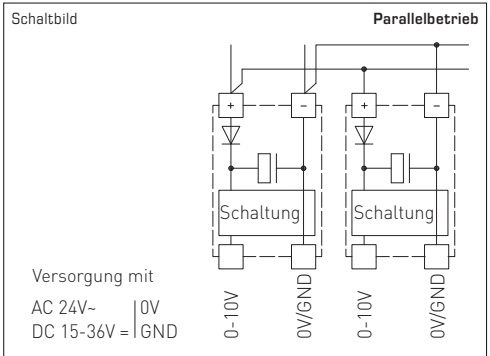 Schaltbild
Parallelbetrieb
+ − + −
Schaltung Schaltung
Versorgung mit
AC 24V~ 0V
DC 15-36V = GND
0-10V
0V/GND
0-10V
0V/GND